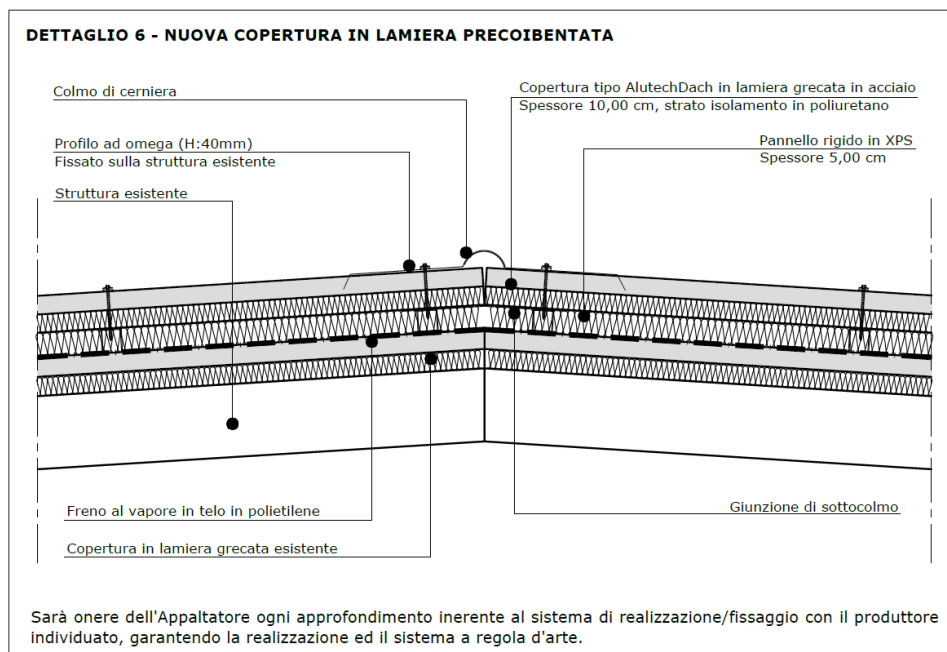 DETTAGLIO 6 - NUOVA COPERTURA IN LAMIERA PRECOIBENTATA
Colmo di cerniera
Copertura tipo AlutechDach in lamiera grecata in acciaio
Spessore 10,00 cm, strato isolamento in poliuretano
Profilo ad omega (H:40mm)
Fissato sulla struttura esistente
Pannello rigido in XPS
Spessore 5,00 cm
Struttura esistente
Freno al vapore in telo in polietilene
Giunzione di sottocolmo
Copertura in lamiera grecata esistente
Sarà onere dell'Appaltatore ogni approfondimento inerente al sistema di realizzazione/fissaggio con il produttore
individuato, garantendo la realizzazione ed il sistema a regola d'arte.